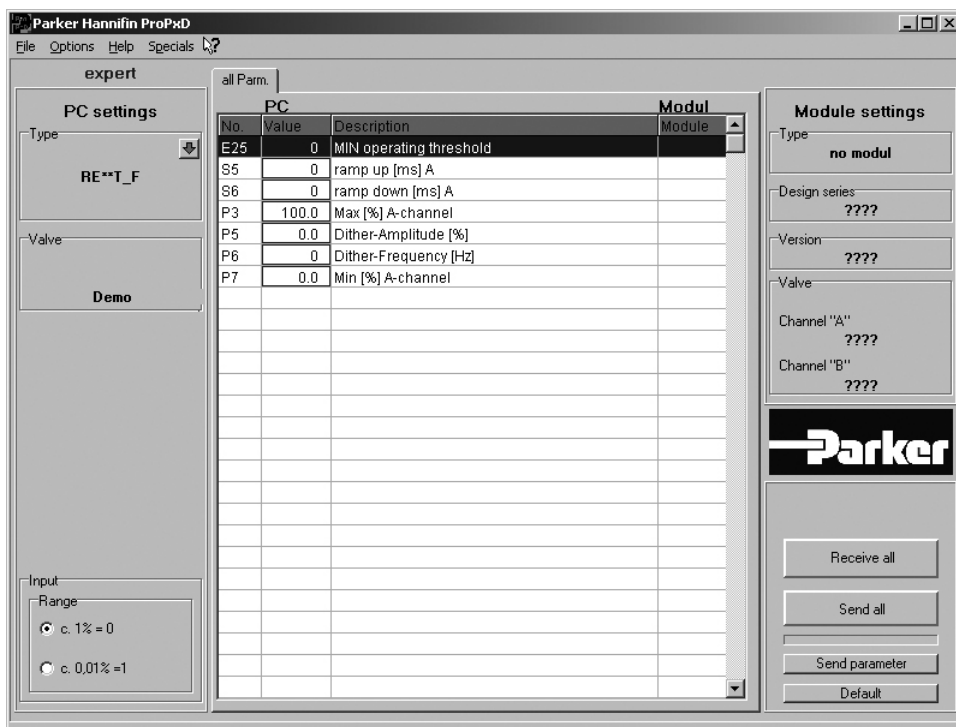 Parker Hannifin ProPxD
File Options Help Specials
expert
PC settings
Type
RE**T_F
Valve
Demo
Input
Range
c. 1% = 0
c. 0,01% =1
all Parm.
PC Modul
No. Value Description Module
E25 0 MIN operating threshold
S5 0 ramp up [ms] A
S6 0 ramp down [ms] A
P3 100.0 Max [%] A-channel
P5 0.0 Dither-Amplitude [%]
P6 0 Dither-Frequency [Hz]
P7 0.0 Min [%] A-channel
Module settings
Type
no modul
Design series
????
Version
????
Valve
Channel "A"
????
Channel "B"
????
Parker
Receive all
Send all
Send parameter
Default